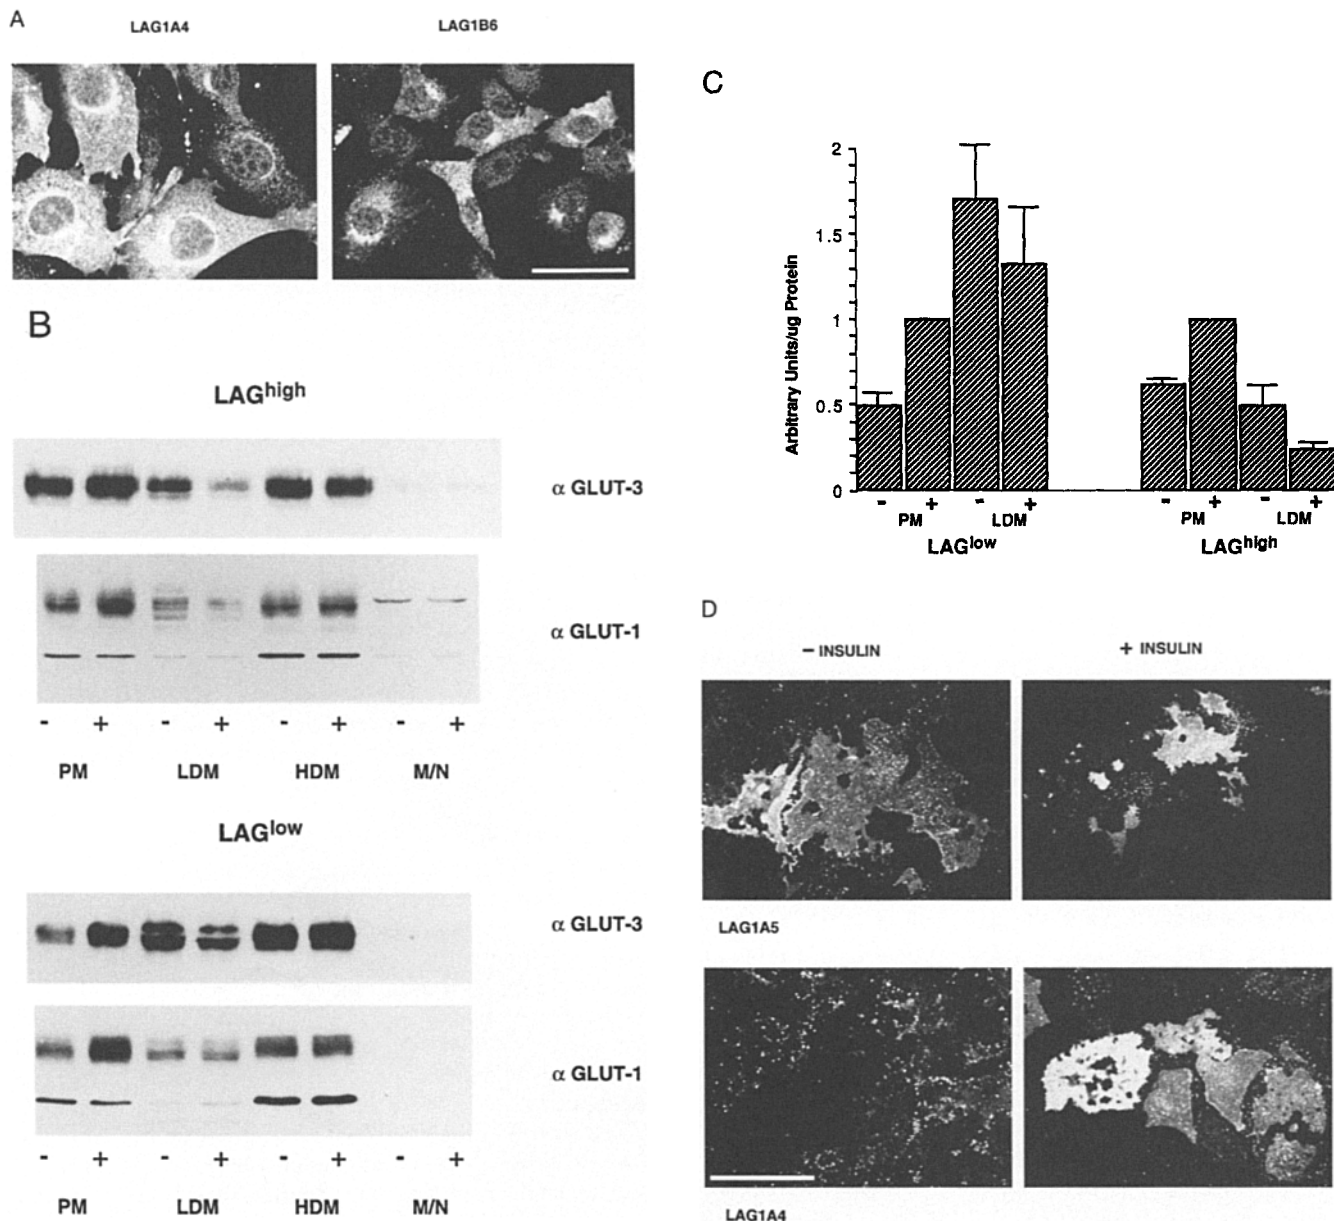 A
LAG1A4 LAG1B6
B
LAGhigh
α GLUT-3
α GLUT-1
- + - + - + - +
PM LDM HDM M/N
LAGlow
α GLUT-3
α GLUT-1
- + - + - + - +
PM LDM HDM M/N
C
Arbitrary Units/ug Protein
2
1.5
1
0.5
0
- + - + - + - +
PM LDM PM LDM
LAGlow LAGhigh
D
- INSULIN + INSULIN
LAG1A5
LAG1A4